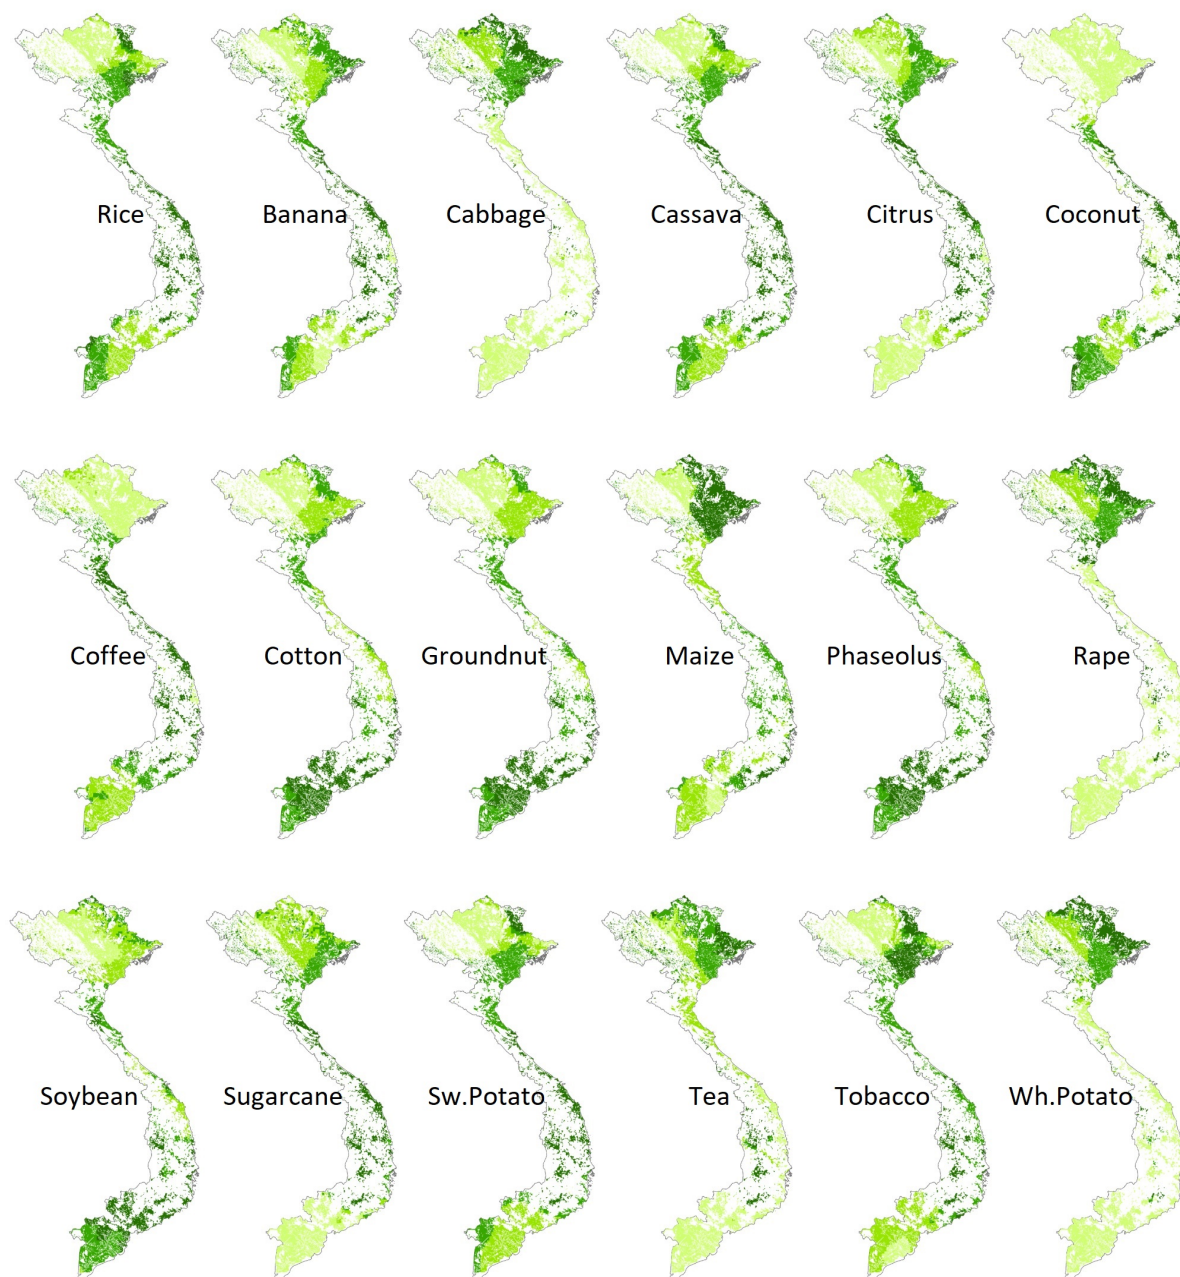 Rice Banana Cabbage Cassava Citrus Coconut
Coffee Cotton Groundnut Maize Phaseolus Rape
Soybean Sugarcane Sw.Potato Tea Tobacco Wh.Potato